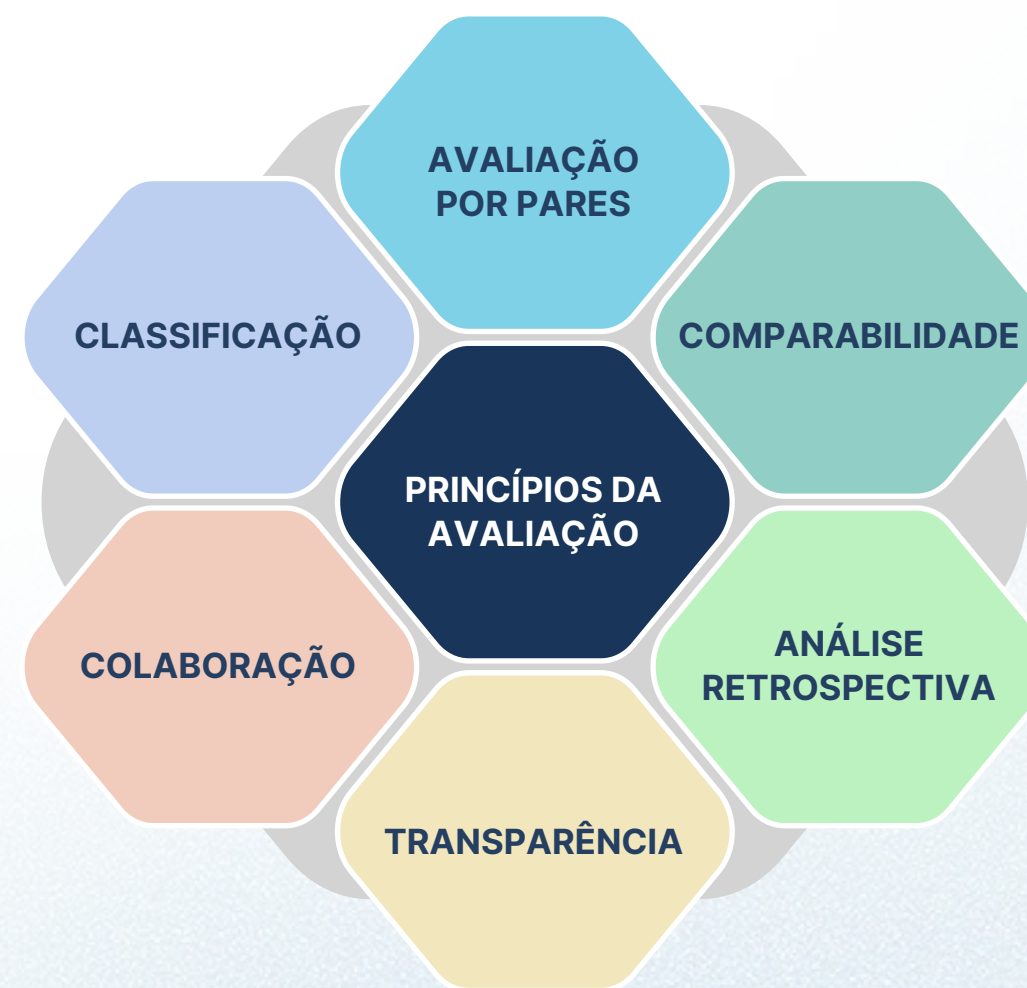 AVALIAÇÃO
POR PARES
CLASSIFICAÇÃO
COMPARABILIDADE
PRINCÍPIOS DA
AVALIAÇÃO
COLABORAÇÃO
ANÁLISE
RETROSPECTIVA
TRANSPARÊNCIA